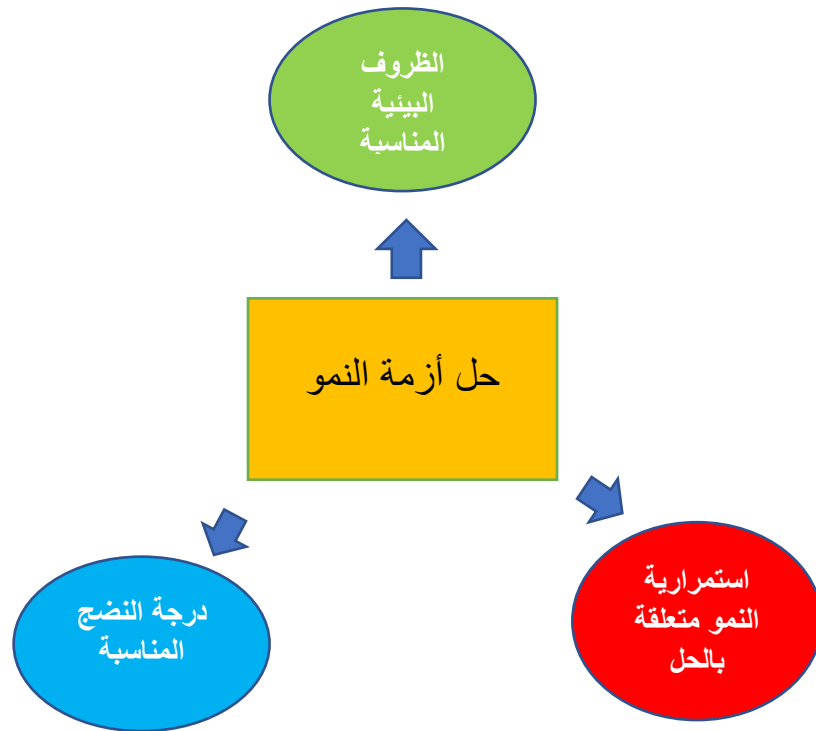 الظروف
البيئية
المناسبة
حل أزمة النمو
استمرارية
النمو متعلقة
بالحل
درجة النضج
المناسبة